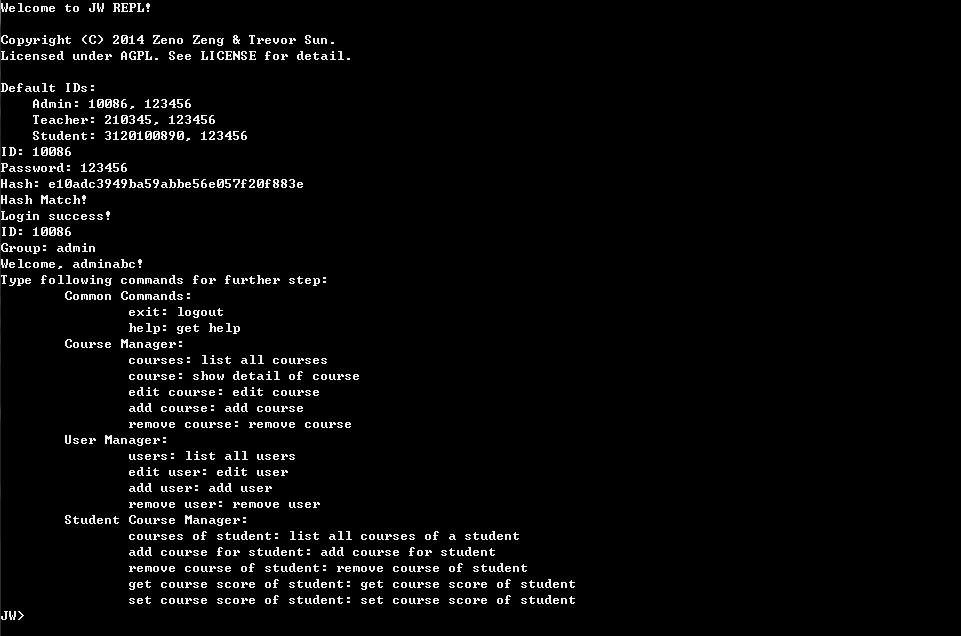 Welcome to JW REPL!
Copyright (C) 2014 Zeno Zeng & Trevor Sun.
Licensed under AGPL. See LICENSE for detail.
Default IDs:
Admin: 10086, 123456
Teacher: 210345, 123456
Student: 3120100890, 123456
ID: 10086
Password: 123456
Hash: e10adc3949ba59abbe56e057f20f883e
Hash Match!
Login success!
ID: 10086
Group: admin
Welcome, adminabc!
Type following commands for further step:
Common Commands:
exit: logout
help: get help
Course Manager:
courses: list all courses
course: show detail of course
edit course: edit course
add course: add course
remove course: remove course
User Manager:
users: list all users
edit user: edit user
add user: add user
remove user: remove user
Student Course Manager:
courses of student: list all courses of a student
add course for student: add course for student
remove course of student: remove course of student
get course score of student: get course score of student
set course score of student: set course score of student
JW>